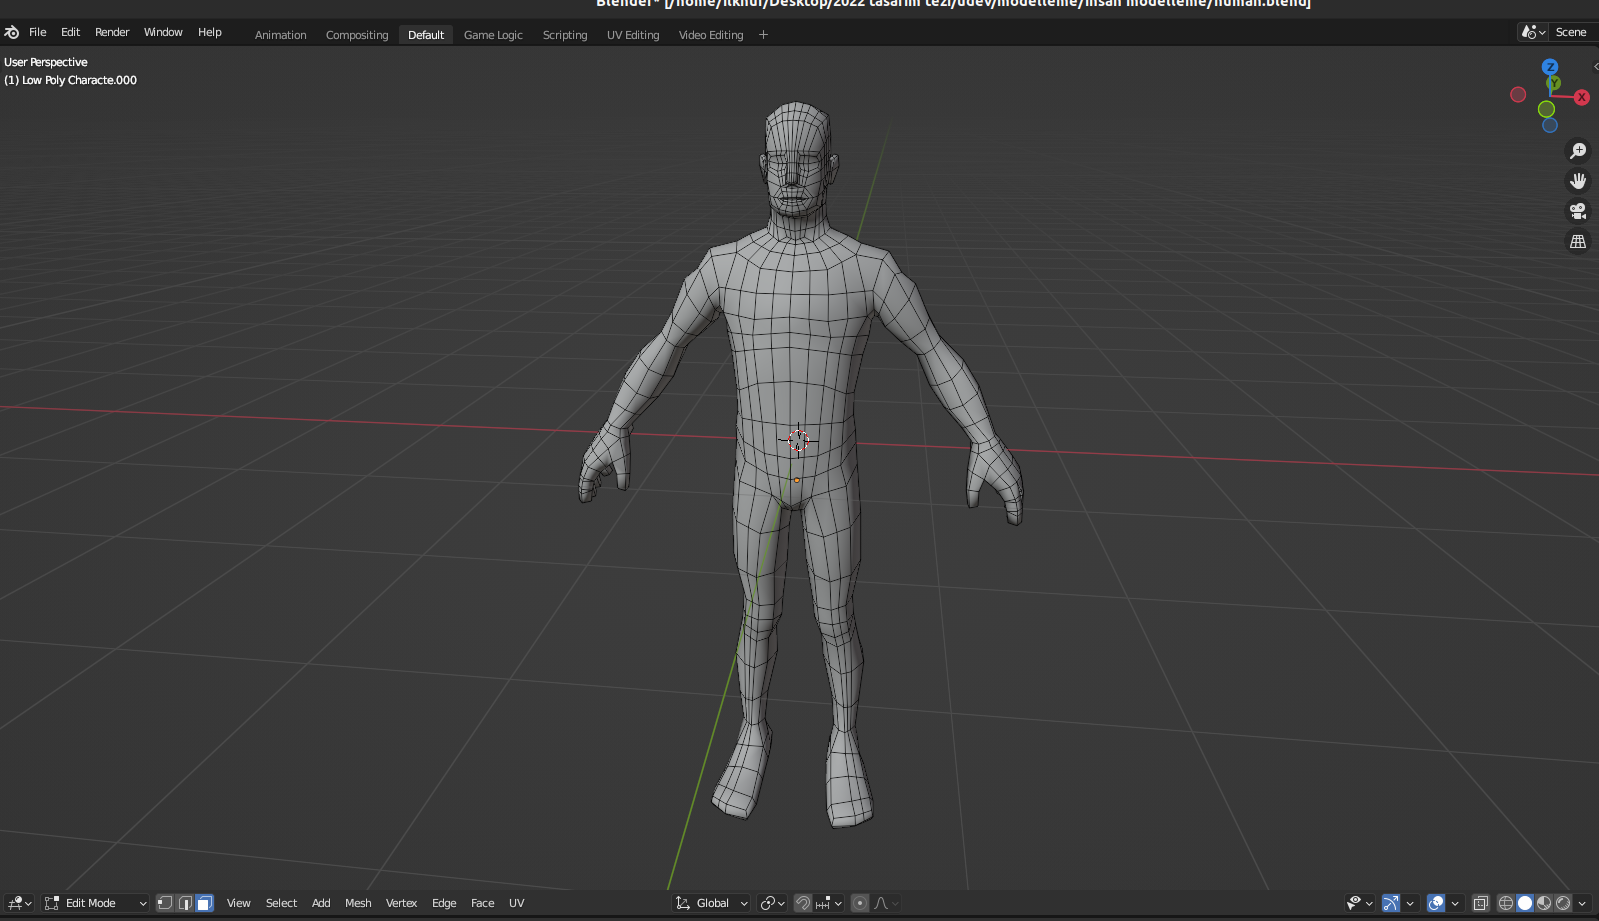 Blender* [/home/ilknur/Desktop/2022 tasarım tezi/odev/modelleme/insan modelleme/human.blend]
File Edit Render Window Help Animation Compositing Default Game Logic Scripting UV Editing Video Editing + Scene
User Perspective
(1) Low Poly Characte.000
Z
Y
X
Edit Mode View Select Add Mesh Vertex Edge Face UV Global